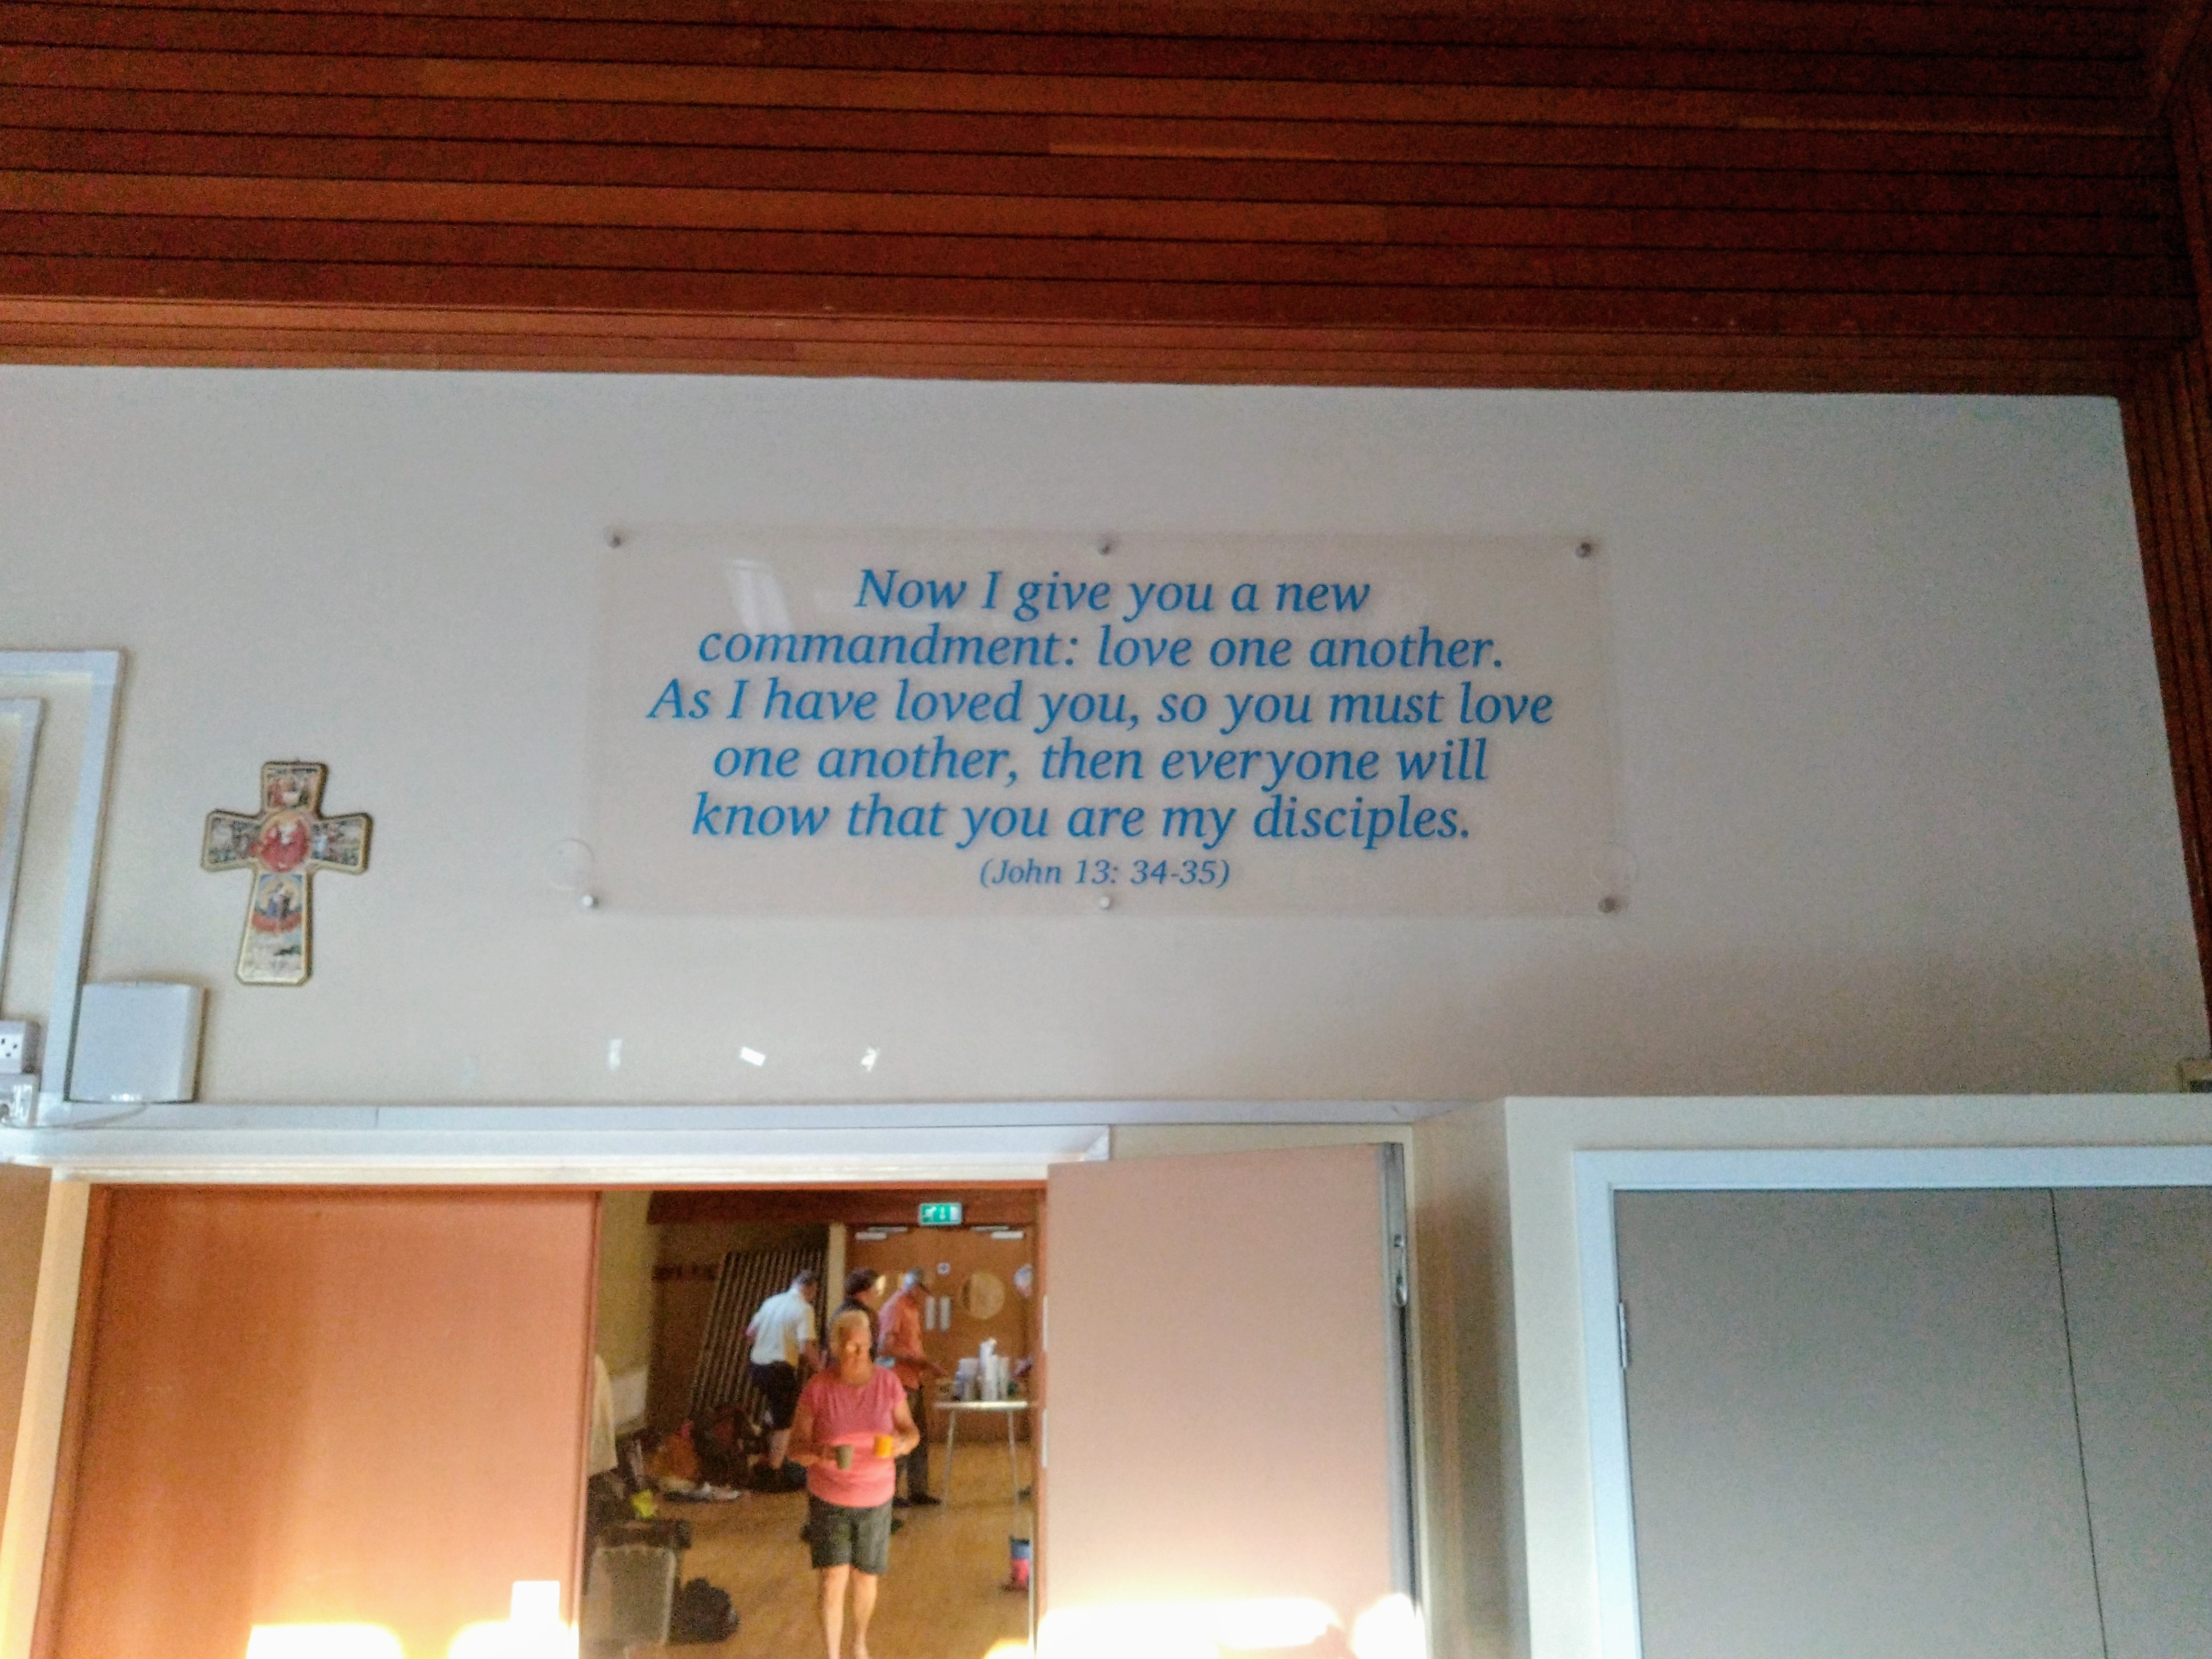 Now I give you a new
commandment: love one another.
As I have loved you, so you must love
one another, then everyone will
know that you are my disciples.
(John 13: 34-35)